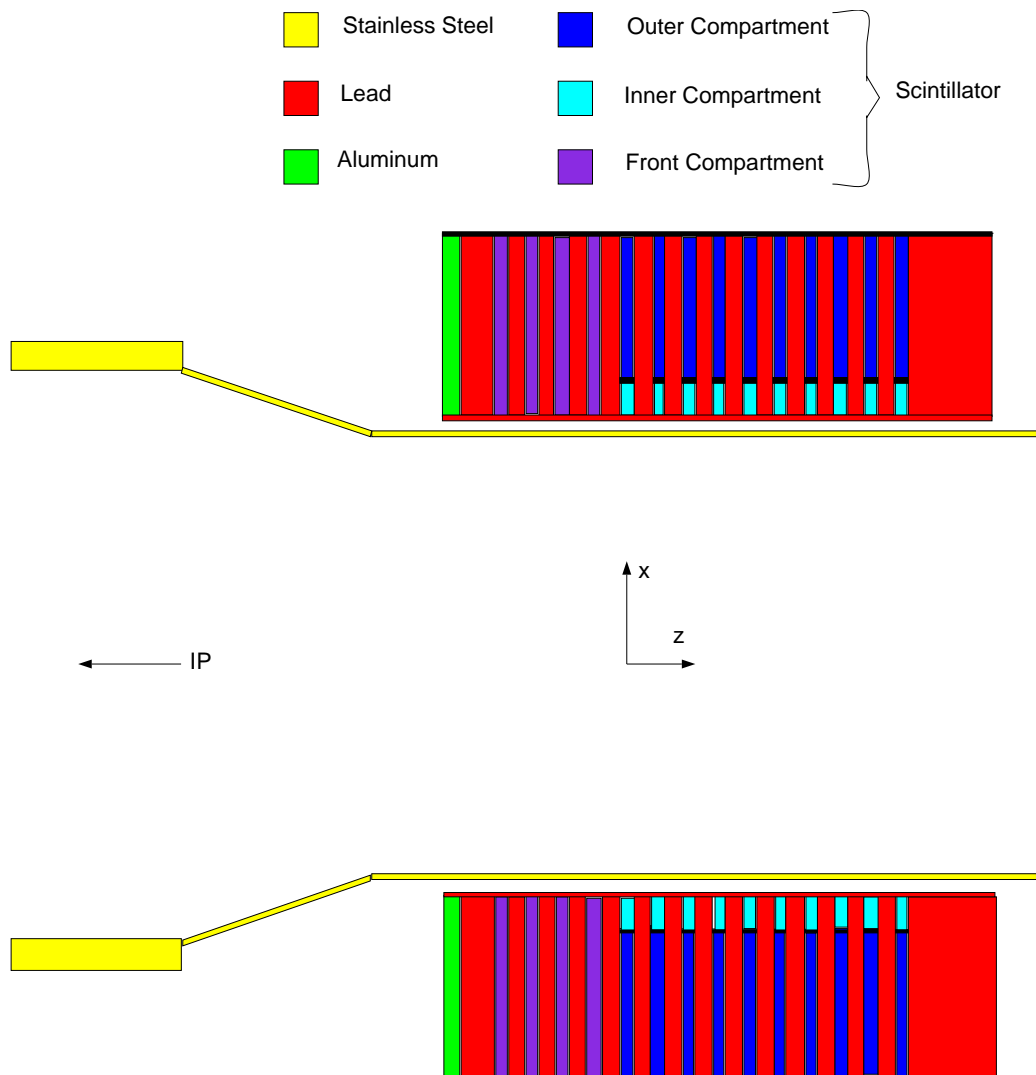 Stainless Steel
Outer Compartment
Lead
Inner Compartment
Scintillator
Aluminum
Front Compartment
x
z
IP